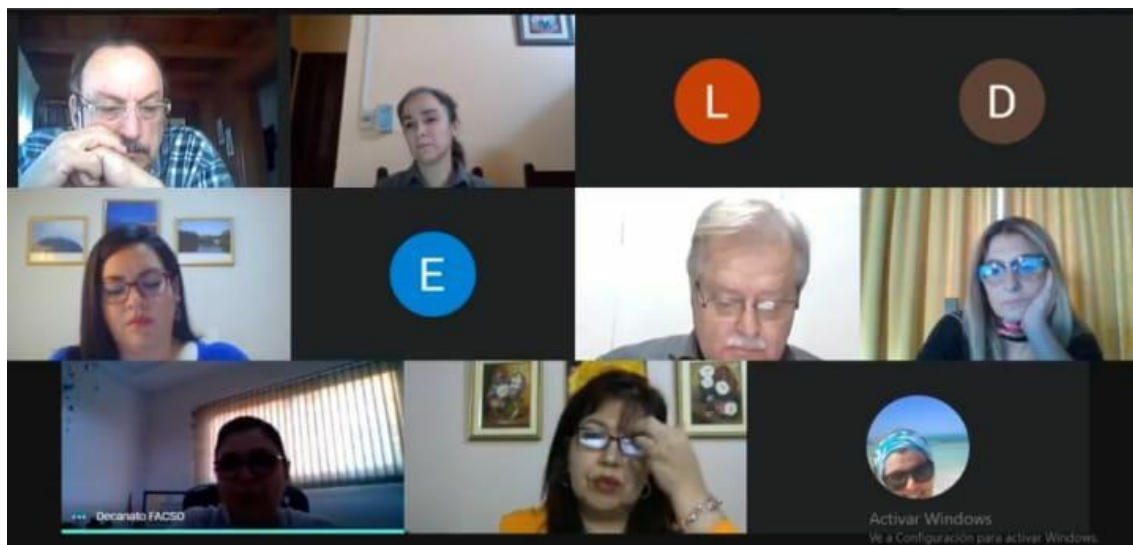 L
D
E
Decanato FACSO
Activar Windows
Ve a Configuración para activar Windows.